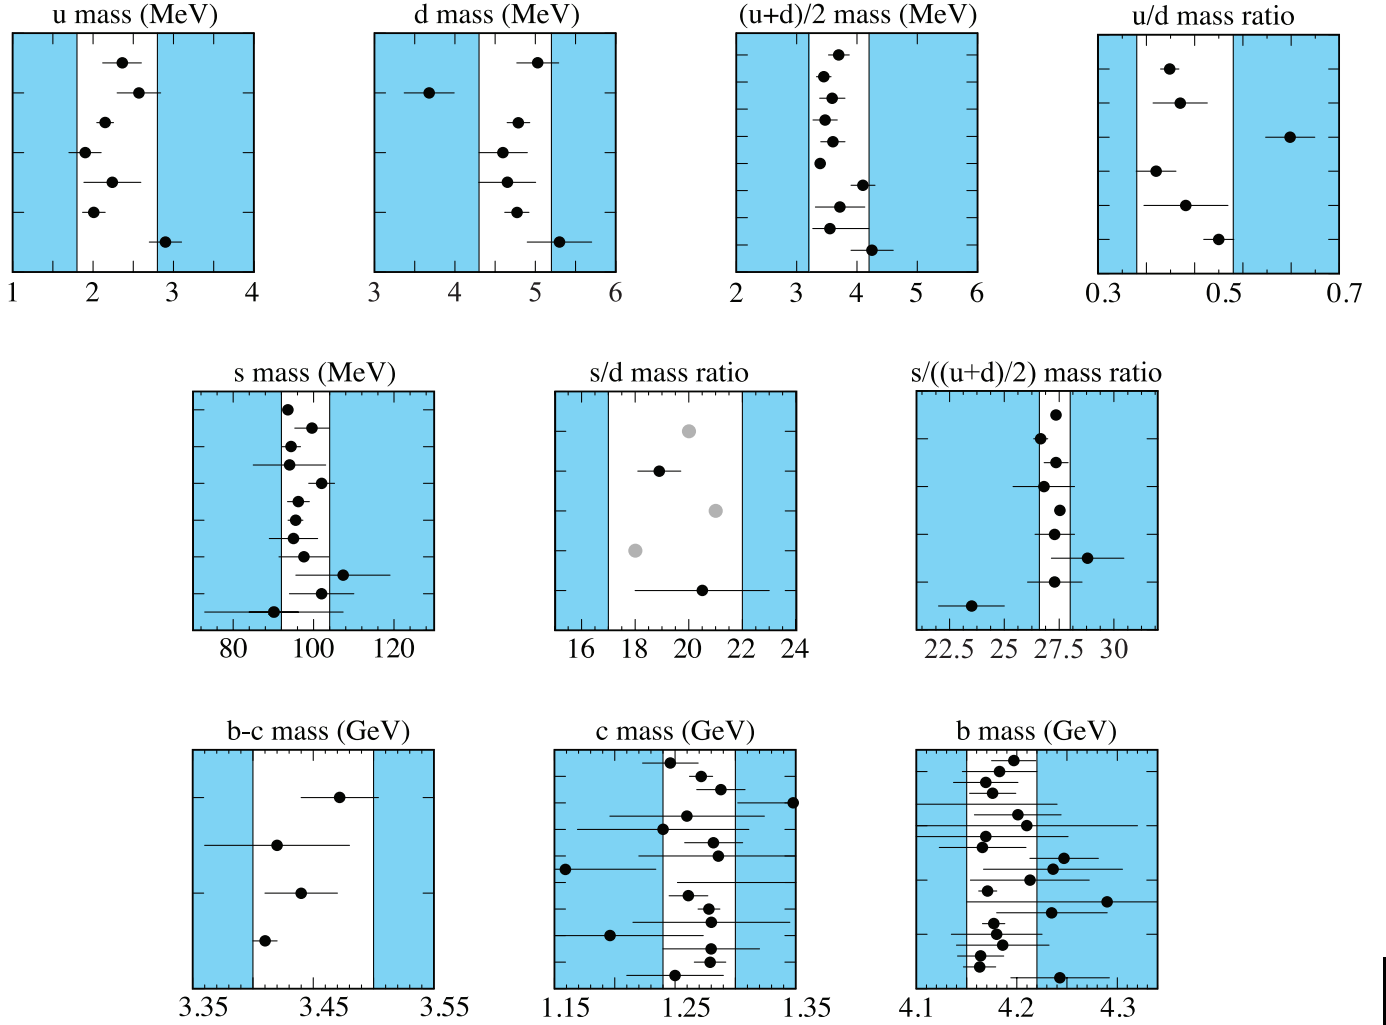 u mass (MeV) d mass (MeV) (u+d)/2 mass (MeV) u/d mass ratio
1 2 3 4 3 4 5 6 2 3 4 5 6 0.3 0.5 0.7
s mass (MeV) s/d mass ratio s/((u+d)/2) mass ratio
80 100 120 16 18 20 22 24 22.5 25 27.5 30
b-c mass (GeV) c mass (GeV) b mass (GeV)
3.35 3.45 3.55 1.15 1.25 1.35 4.1 4.2 4.3